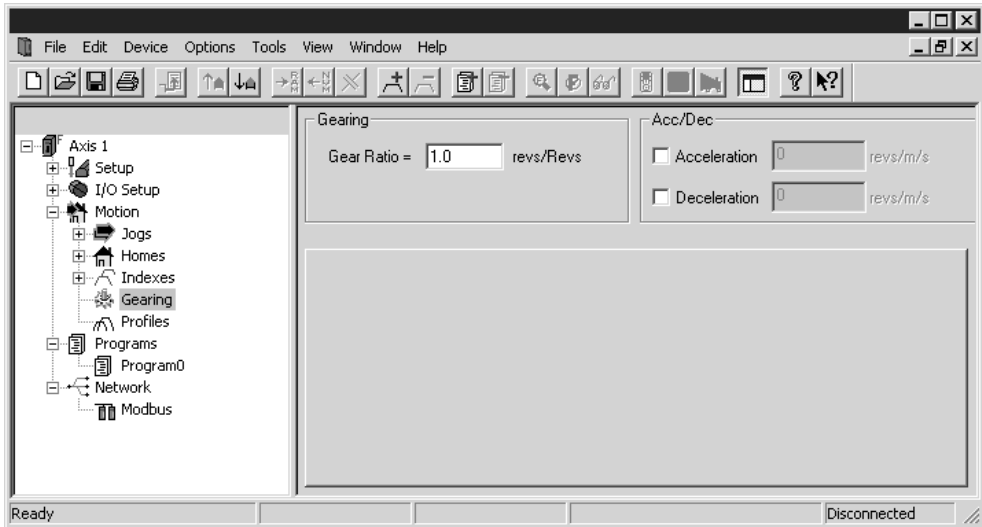 File Edit Device Options Tools View Window Help
Axis 1
Setup
I/O Setup
Motion
Jogs
Homes
Indexes
Gearing
Profiles
Programs
Program0
Network
Modbus
Gearing
Gear Ratio = 1.0 revs/Revs
Acc/Dec
Acceleration 0 revs/m/s
Deceleration 0 revs/m/s
Ready Disconnected